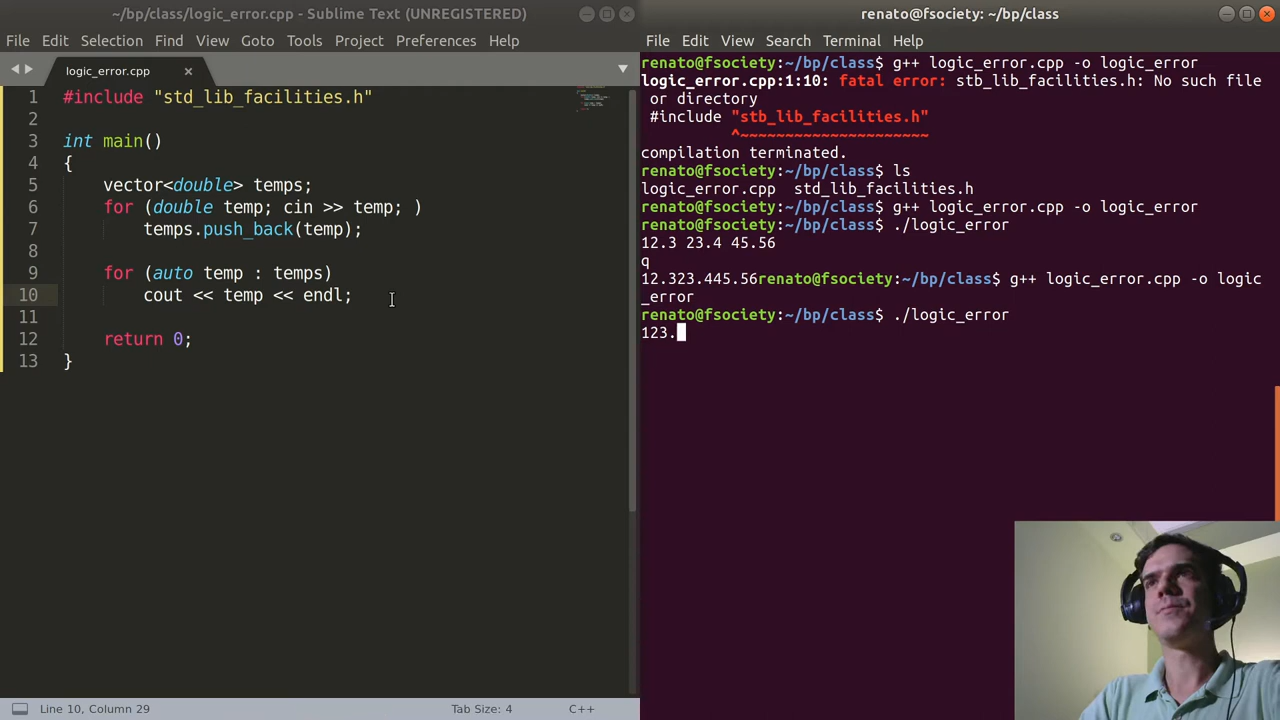 ~/bp/class/logic_error.cpp - Sublime Text (UNREGISTERED)
File Edit Selection Find View Goto Tools Project Preferences Help
logic_error.cpp ×
1 #include "std_lib_facilities.h"
2
3 int main()
4 {
5     vector<double> temps;
6     for (double temp; cin >> temp; )
7         temps.push_back(temp);
8
9     for (auto temp : temps)
10         cout << temp << endl;
11
12     return 0;
13 }
Line 10, Column 29 Tab Size: 4 C++
renato@fsociety: ~/bp/class
File Edit View Search Terminal Help
renato@fsociety:~/bp/class$ g++ logic_error.cpp -o logic_error
logic_error.cpp:1:10: fatal error: stb_lib_facilities.h: No such file
 or directory
 #include "stb_lib_facilities.h"
          ^~~~~~~~~~~~~~~~~~~~~~
compilation terminated.
renato@fsociety:~/bp/class$ ls
logic_error.cpp  std_lib_facilities.h
renato@fsociety:~/bp/class$ g++ logic_error.cpp -o logic_error
renato@fsociety:~/bp/class$ ./logic_error
12.3 23.4 45.56
q
12.323.445.56renato@fsociety:~/bp/class$ g++ logic_error.cpp -o logic
_error
renato@fsociety:~/bp/class$ ./logic_error
123.